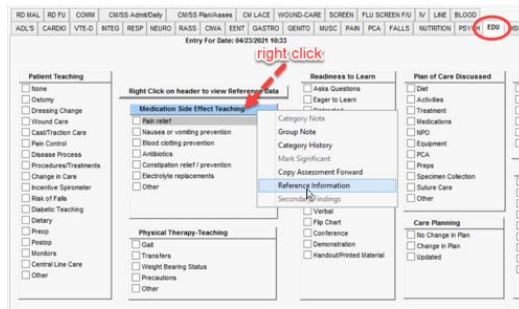 RD MAL RD FU COMM CM/SS Admit/Daily CM/SS Plan/Asses CM LACE WOUND-CARE SCREEN FLU SCREEN F/U IV LINE BLOOD
ADL'S CARDIO VTE-D INTEG RESP NEURO RASS CIWA EENT GASTRO GENITO MUSC PAIN PCA FALLS NUTRITION EDU
Entry For Date: 04/23/2021 10:33
right click
Patient Teaching
None
Ostomy
Dressing Change
Wound Care
Cast/Traction Care
Pain Control
Disease Process
Procedures/Treatments
Change in Care
Incentive Spirometer
Risk of Falls
Diabetic Teaching
Dietary
Preop
Postop
Monitors
Central Line Care
Other
Right Click on header to view Reference Data
Medication Side Effect Teaching
Pain relief
Nausea or vomiting prevention
Blood clotting prevention
Antibiotics
Constipation relief / prevention
Electrolyte replacements
Other
Physical Therapy-Teaching
Gait
Transfers
Weight Bearing Status
Precautions
Other
Category Note
Group Note
Category History
Mark Significant
Copy Assessment Forward
Reference Information
Secondary Findings
Readiness to Learn
Asks Questions
Eager to Learn
Verbal
Flip Chart
Conference
Demonstration
Handout/Printed Material
Plan of Care Discussed
Diet
Activities
Treatment
Medications
NPO
Equipment
PCA
Preps
Specimen Collection
Suture Care
Other
Care Planning
No Change in Plan
Change in Plan
Updated